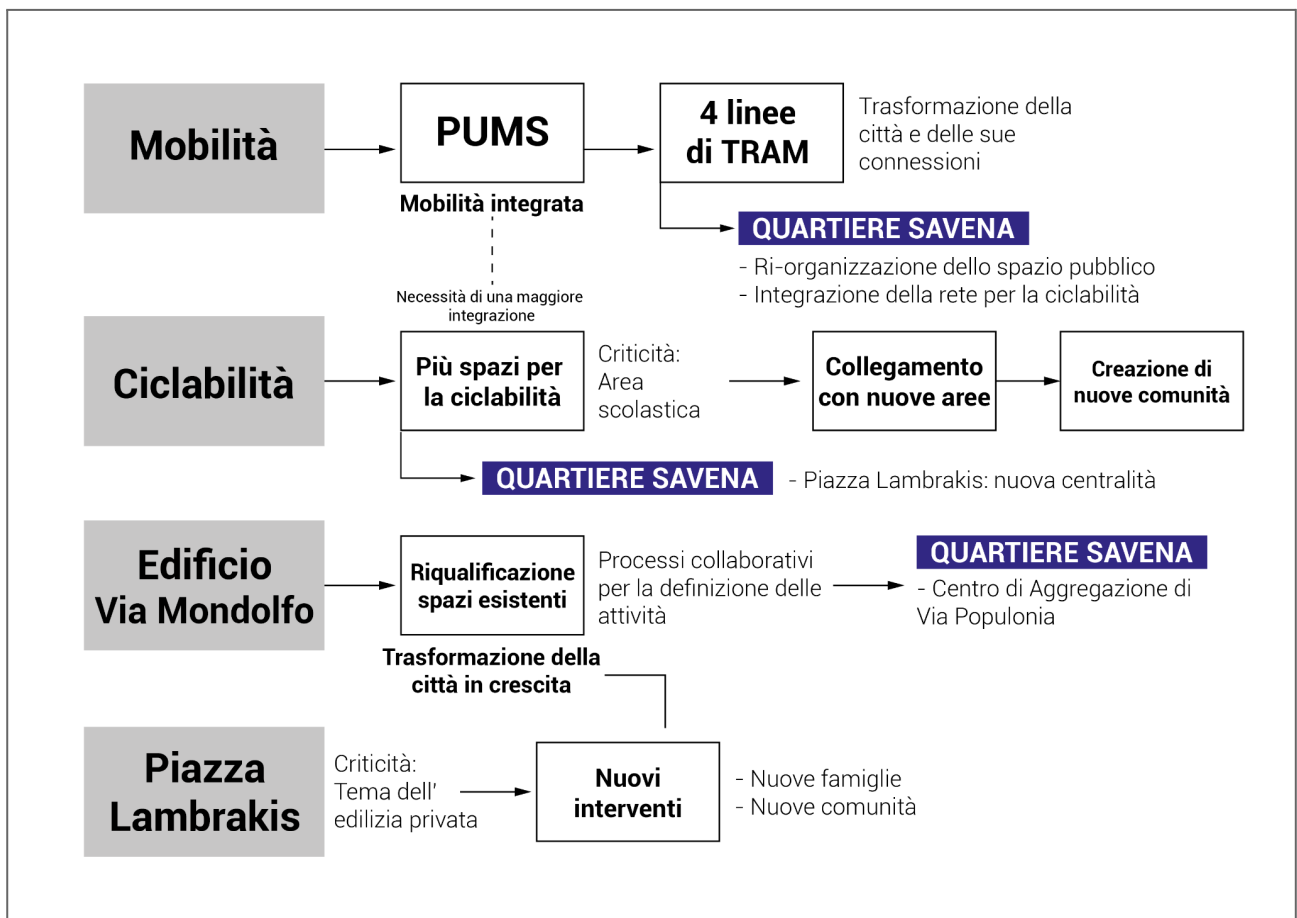 Mobilità
PUMS
Mobilità integrata
4 linee
di TRAM
Trasformazione della
città e delle sue
connessioni
QUARTIERE SAVENA
- Ri-organizzazione dello spazio pubblico
- Integrazione della rete per la ciclabilità
Necessità di una maggiore
integrazione
Ciclabilità
Più spazi per
la ciclabilità
Criticità:
Area
scolastica
Collegamento
con nuove aree
Creazione di
nuove comunità
QUARTIERE SAVENA
- Piazza Lambrakis: nuova centralità
Edificio
Via Mondolfo
Riqualificazione
spazi esistenti
Processi collaborativi
per la definizione delle
attività
QUARTIERE SAVENA
- Centro di Aggregazione di
Via Populonia
Trasformazione della
città in crescita
Piazza
Lambrakis
Criticità:
Tema dell'
edilizia privata
Nuovi
interventi
- Nuove famiglie
- Nuove comunità